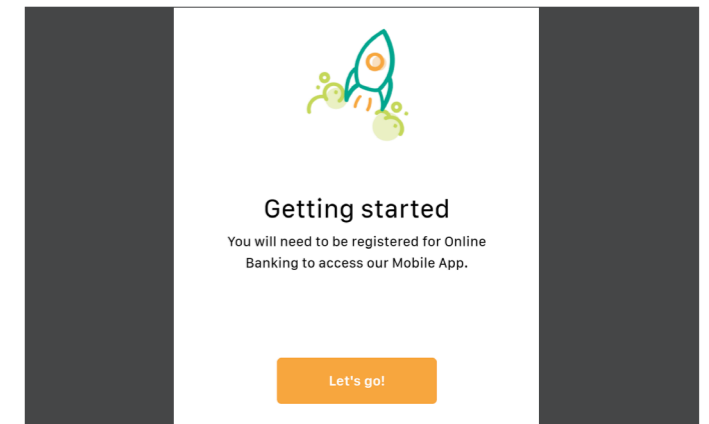 Getting started
You will need to be registered for Online
Banking to access our Mobile App.
Let's go!